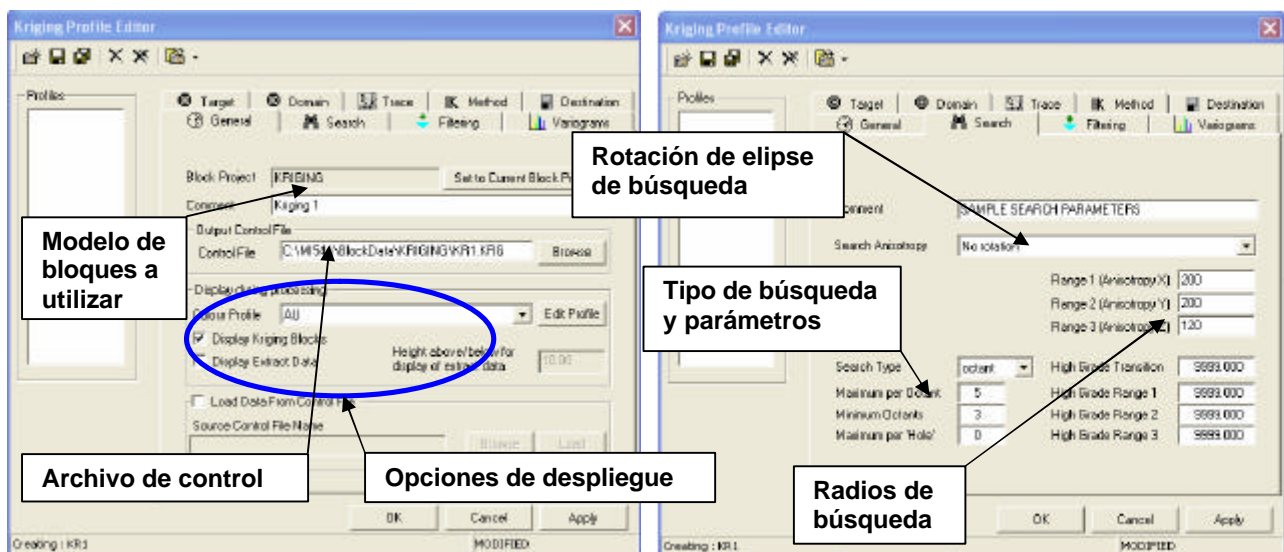 Kriging Profile Editor
Profiles
Target Domain Trace Method Destination
General Search Filtering Variograms
Block Project KRIGING Set to Current Block
Comment Kriging 1
Output Control File
Control File BlockData\KRIGING\KR1.KRG Browse
Display during processing
Colour Profile AU Edit Profile
Display Kriging Blocks
Display Extract Data
Height above/below for
display of extract data
10.00
Load Data From Control File
Source Control File Name
Browse Load
OK Cancel Apply
Creating : KR1 MODIFIED
Modelo de
bloques a
utilizar
Archivo de control
Opciones de despliegue
Kriging Profile Editor
Profiles
Target Domain Trace Method Destination
General Search Filtering Variograms
Comment SAMPLE SEARCH PARAMETERS
Search Anisotropy No rotation
Range 1 (Anisotropy X) 200
Range 2 (Anisotropy Y) 200
Range 3 (Anisotropy Z) 120
Search Type octant High Grade Transition 9999.000
Maximum per Octant 5 High Grade Range 1 9999.000
Minimum Octants 3 High Grade Range 2 9999.000
Maximum per 'Hole' 0 High Grade Range 3 9999.000
OK Cancel Apply
Creating : KR1 MODIFIED
Rotación de elipse
de búsqueda
Tipo de búsqueda
y parámetros
Radios de
búsqueda